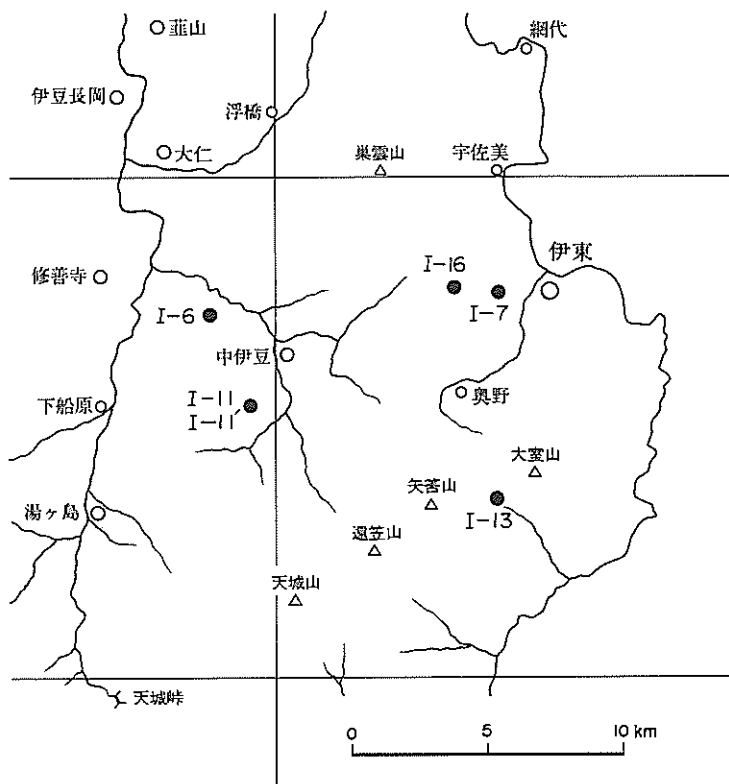 韮山
網代
伊豆長岡
浮橋
大仁
巣雲山
宇佐美
修善寺
伊東
I-16
I-7
I-6
中伊豆
下船原
I-11
I-11
奥野
大室山
矢筈山
I-13
湯ヶ島
遠笠山
天城山
天城峠
0 5 10 km